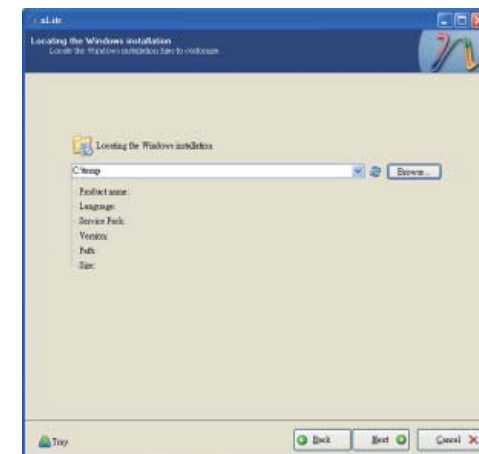 nLite
Locating the Windows installation
Locate the Windows installation files to customize
Locating the Windows installation
C:\temp
Browse...
Product name:
Language:
Service Pack:
Version:
Path:
Size:
Tray
Back
Next
Cancel